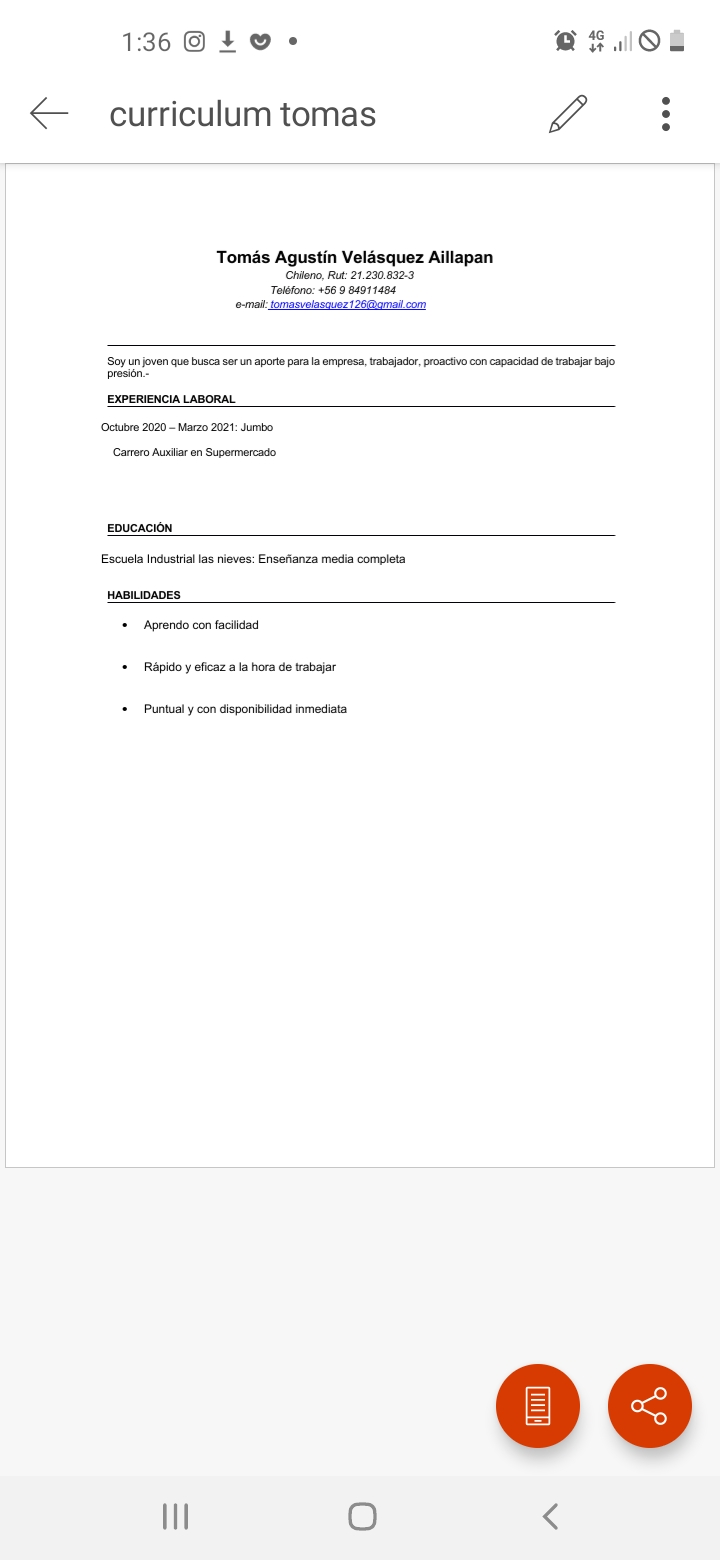 1:36
4G
curriculum tomas
Tomás Agustín Velásquez Aillapan
Chileno, Rut: 21.230.832-3
Teléfono: +56 9 84911484
e-mail: tomasvelasquez126@gmail.com
Soy un joven que busca ser un aporte para la empresa, trabajador, proactivo con capacidad de trabajar bajo
presión.-
EXPERIENCIA LABORAL
Octubre 2020 – Marzo 2021: Jumbo
Carrero Auxiliar en Supermercado
EDUCACIÓN
Escuela Industrial las nieves: Enseñanza media completa
HABILIDADES
• Aprendo con facilidad
• Rápido y eficaz a la hora de trabajar
• Puntual y con disponibilidad inmediata